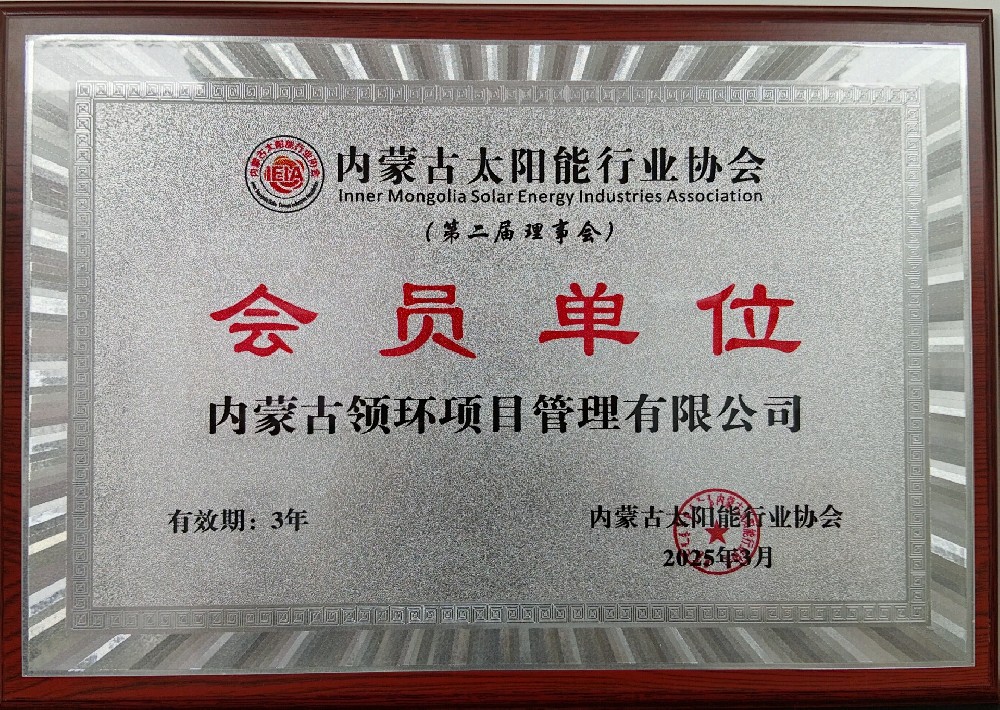 内蒙古太阳能行业协会
Inner Mongolia Solar Energy Industries Association
（第二届理事会）
会员单位
内蒙古领环项目管理有限公司
有效期：3年
内蒙古太阳能行业协会
2025年3月